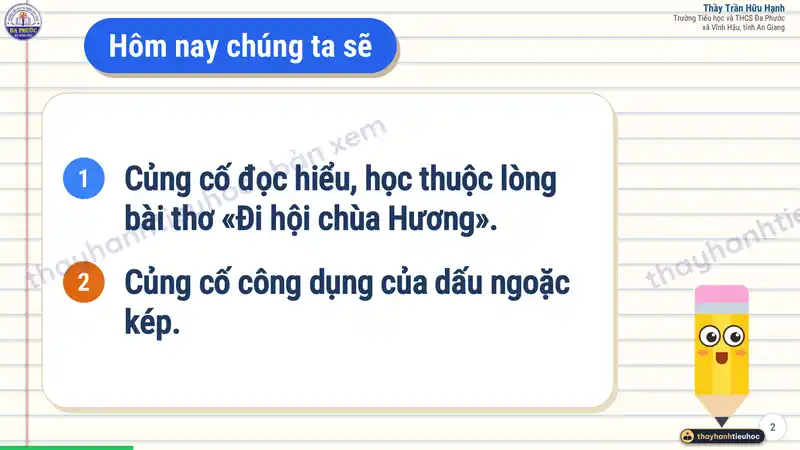 Thầy Trần Hữu Hạnh
Trường Tiểu học và THCS Đa Phước
xã Vĩnh Hậu, tỉnh An Giang
ĐA PHƯỚC
Hôm nay chúng ta sẽ
1 Củng cố đọc hiểu, học thuộc lòng
bài thơ «Đi hội chùa Hương».
2 Củng cố công dụng của dấu ngoặc
kép.
thayhanhtieuhoc
2